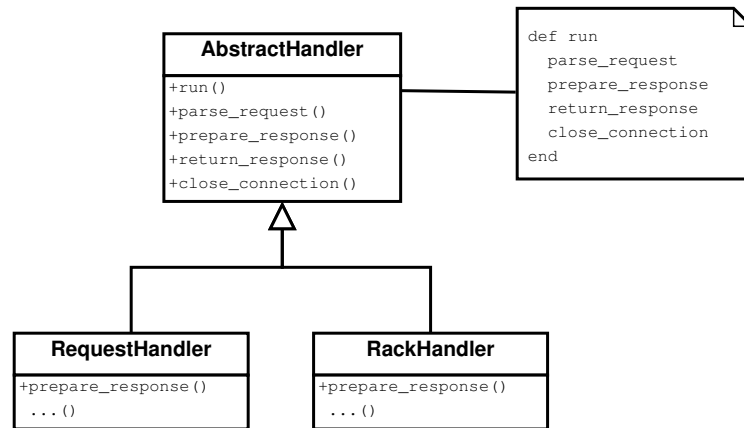 AbstractHandler
+run()
+parse_request()
+prepare_response()
+return_response()
+close_connection()
def run
  parse_request
  prepare_response
  return_response
  close_connection
end
RequestHandler
+prepare_response()
 ...()
RackHandler
+prepare_response()
 ...()